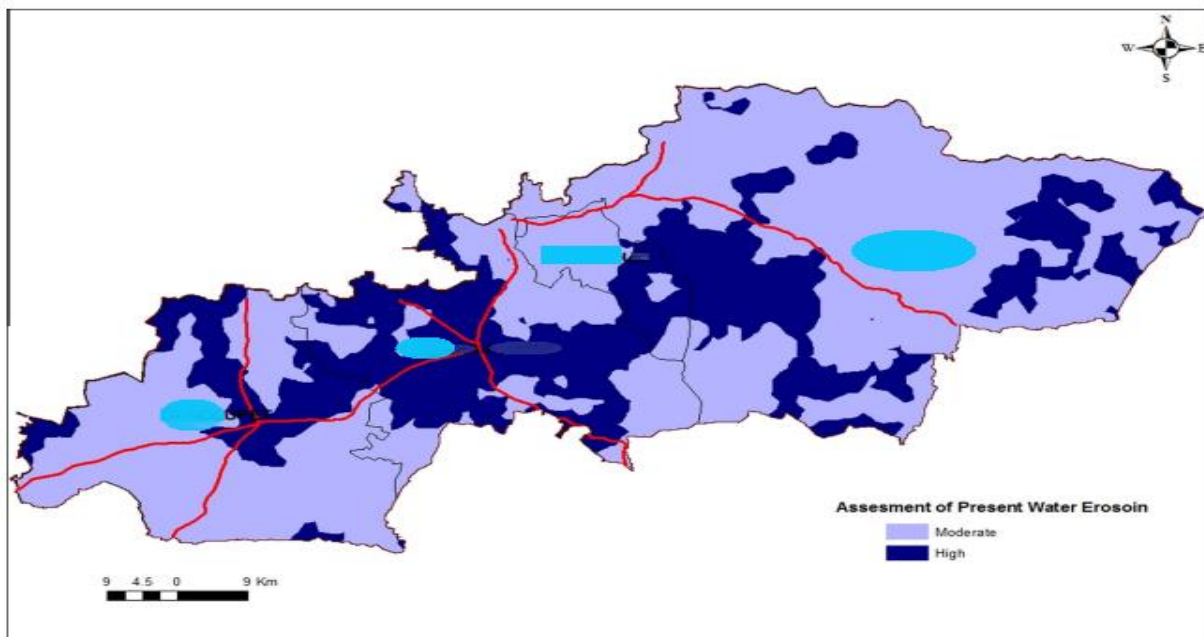 N
W E
S
Assesment of Present Water Erosoin
Moderate
High
9 4.5 0 9 Km